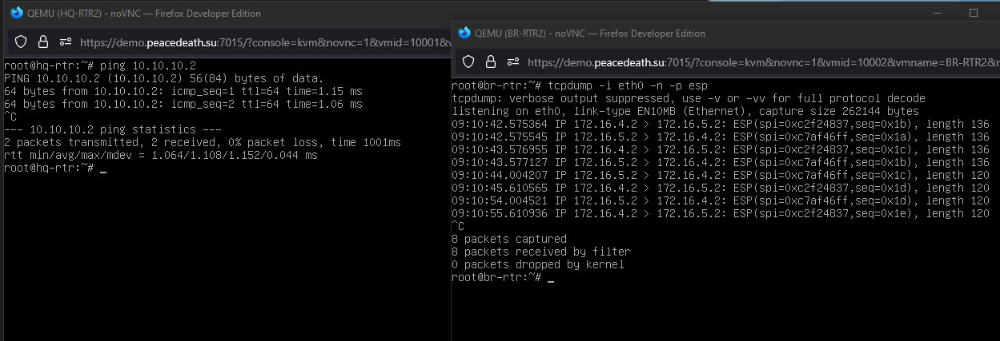 QEMU (HQ-RTR2) - noVNC — Firefox Developer Edition
https://demo.peacedeath.su:7015/?console=kvm&novnc=1&vmid=10001&
root@hq-rtr:~# ping 10.10.10.2
PING 10.10.10.2 (10.10.10.2) 56(84) bytes of data.
64 bytes from 10.10.10.2: icmp_seq=1 ttl=64 time=1.15 ms
64 bytes from 10.10.10.2: icmp_seq=2 ttl=64 time=1.06 ms
^C
--- 10.10.10.2 ping statistics ---
2 packets transmitted, 2 received, 0% packet loss, time 1001ms
rtt min/avg/max/mdev = 1.064/1.108/1.152/0.044 ms
root@hq-rtr:~# _
QEMU (BR-RTR2) - noVNC — Firefox Developer Edition
https://demo.peacedeath.su:7015/?console=kvm&novnc=1&vmid=10002&vmname=BR-RTR2&
root@br-rtr:~# tcpdump -i eth0 -n -p esp
tcpdump: verbose output suppressed, use -v or -vv for full protocol decode
listening on eth0, link-type EN10MB (Ethernet), capture size 262144 bytes
09:10:42.575364 IP 172.16.4.2 > 172.16.5.2: ESP(spi=0xc2f24837,seq=0x1b), length 136
09:10:42.575545 IP 172.16.5.2 > 172.16.4.2: ESP(spi=0xc7af46ff,seq=0x1a), length 136
09:10:43.576955 IP 172.16.4.2 > 172.16.5.2: ESP(spi=0xc2f24837,seq=0x1c), length 136
09:10:43.577127 IP 172.16.5.2 > 172.16.4.2: ESP(spi=0xc7af46ff,seq=0x1b), length 136
09:10:44.004207 IP 172.16.5.2 > 172.16.4.2: ESP(spi=0xc7af46ff,seq=0x1c), length 120
09:10:45.610565 IP 172.16.4.2 > 172.16.5.2: ESP(spi=0xc2f24837,seq=0x1d), length 120
09:10:54.004521 IP 172.16.5.2 > 172.16.4.2: ESP(spi=0xc7af46ff,seq=0x1d), length 120
09:10:55.610936 IP 172.16.4.2 > 172.16.5.2: ESP(spi=0xc2f24837,seq=0x1e), length 120
^C
8 packets captured
8 packets received by filter
0 packets dropped by kernel
root@br-rtr:~# _